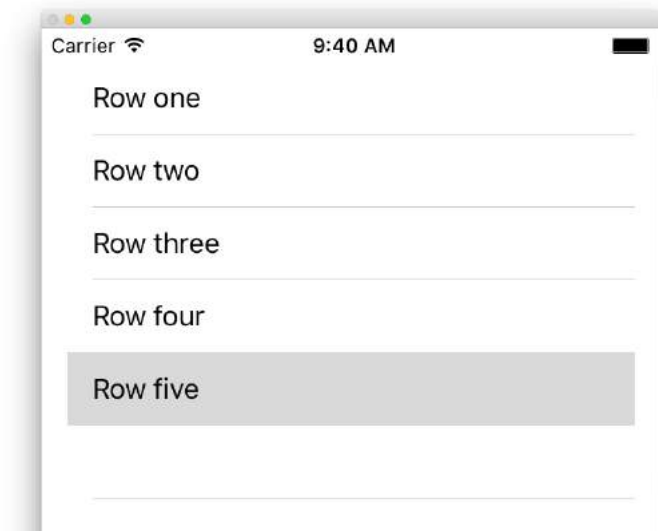 Carrier 9:40 AM
Row one
Row two
Row three
Row four
Row five